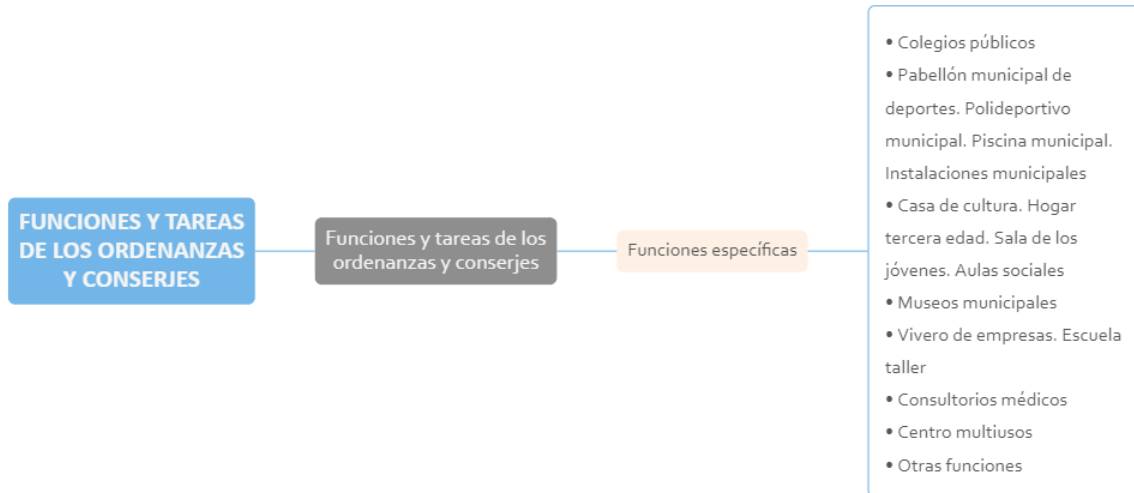 FUNCIONES Y TAREAS
DE LOS ORDENANZAS
Y CONSERJES
Funciones y tareas de los
ordenanzas y conserjes
Funciones específicas
• Colegios públicos
• Pabellón municipal de
deportes. Polideportivo
municipal. Piscina municipal.
Instalaciones municipales
• Casa de cultura. Hogar
tercera edad. Sala de los
jóvenes. Aulas sociales
• Museos municipales
• Vivero de empresas. Escuela
taller
• Consultorios médicos
• Centro multiusos
• Otras funciones